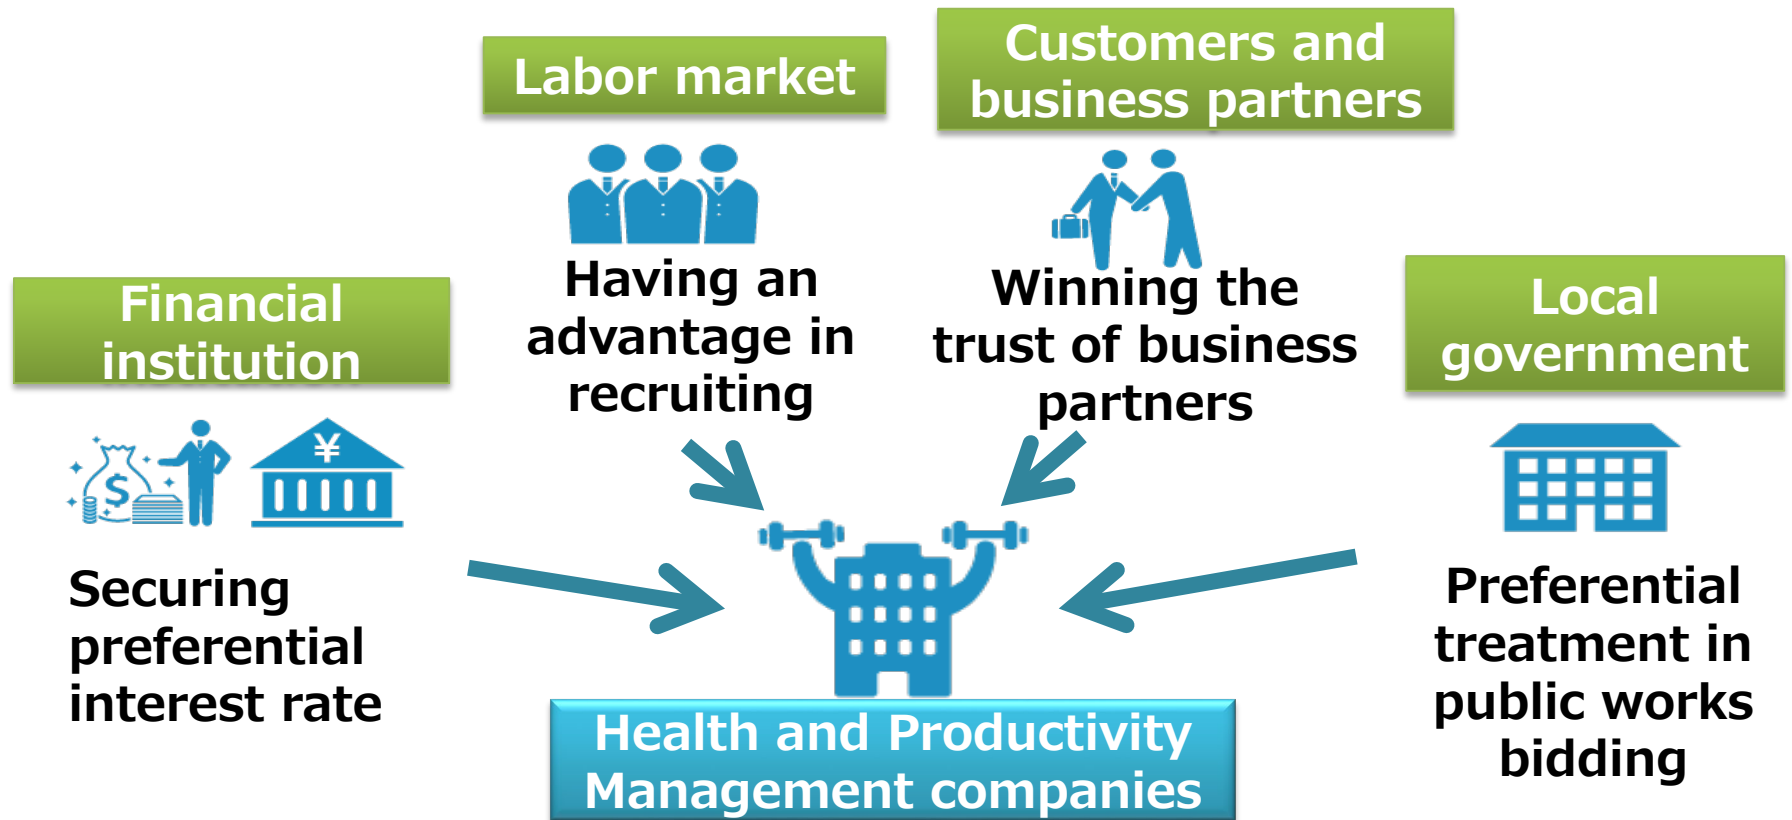 Labor market
Having an
advantage in
recruiting
Customers and
business partners
Winning the
trust of business
partners
Financial
institution
¥
$
Securing
preferential
interest rate
Local
government
Preferential
treatment in
public works
bidding
Health and Productivity
Management companies